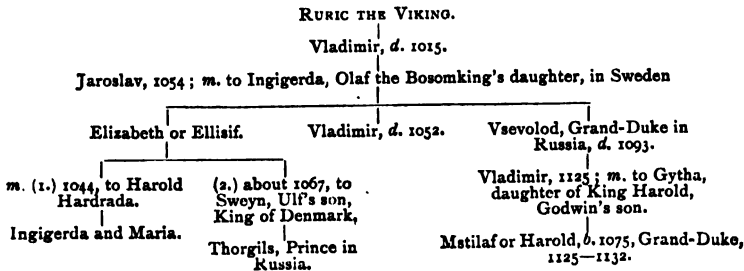 RURIC THE VIKING.
Vladimir, d. 1015.
Jaroslav, 1054; m. to Ingigerda, Olaf the Bosomking's daughter, in Sweden
Elizabeth or Ellisif.
Vladimir, d. 1052.
Vsevolod, Grand-Duke in
Russia, d. 1093.
m. (1.) 1044, to Harold
Hardrada.
Ingigerda and Maria.
(2.) about 1067, to
Sweyn, Ulf's son,
King of Denmark,
Thorgils, Prince in
Russia.
Vladimir, 1125; m. to Gytha,
daughter of King Harold,
Godwin's son.
Mstilaf or Harold, b. 1075, Grand-Duke,
1125—1132.